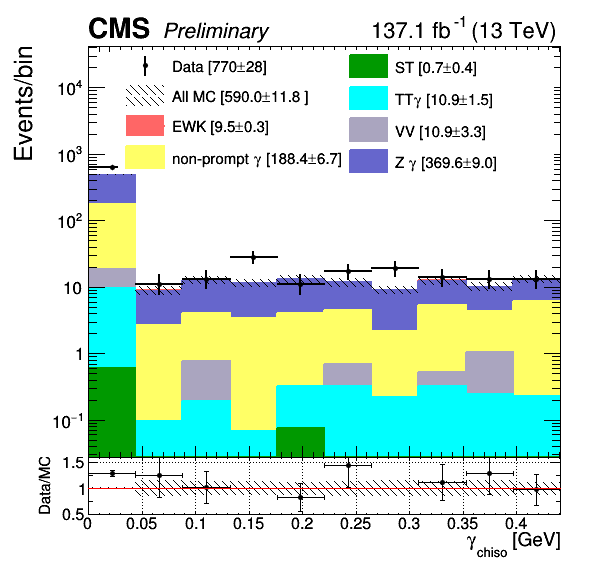 CMS Preliminary 137.1 fb⁻¹ (13 TeV)
Events/bin
Data [770±28]
All MC [590.0±11.8 ]
EWK [9.5±0.3]
non-prompt γ [188.4±6.7]
ST [0.7±0.4]
TTγ [10.9±1.5]
VV [10.9±3.3]
Z γ [369.6±9.0]
10⁴
10³
10²
10
1
10⁻¹
Data/MC
1.5
1
0.5
0 0.05 0.1 0.15 0.2 0.25 0.3 0.35 0.4
γchiso [GeV]